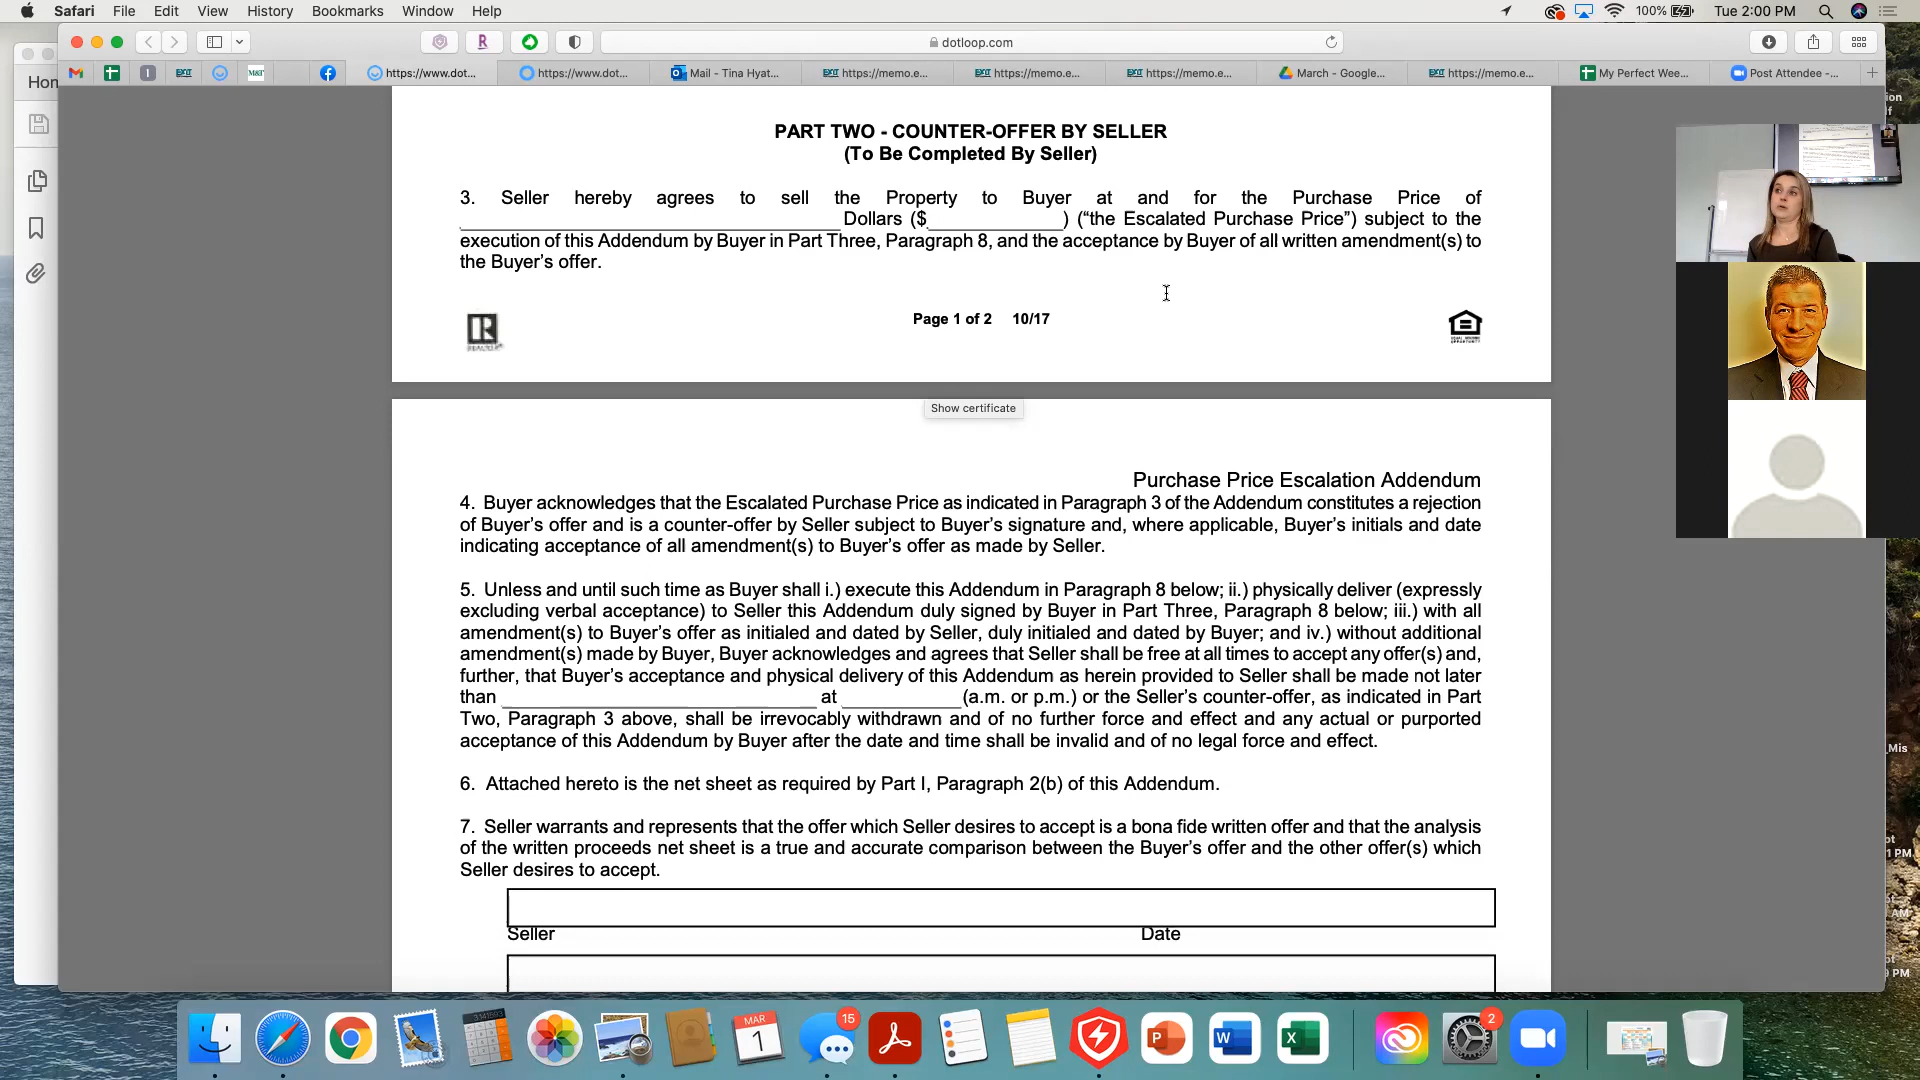 Safari File Edit View History Bookmarks Window Help
100% Tue 2:00 PM
dotloop.com
Hon
https://www.dot...
https://www.dot...
Mail - Tina Hyat...
EXIT https://memo.e...
EXIT https://memo.e...
EXIT https://memo.e...
March - Google...
EXIT https://memo.e...
My Perfect Wee...
Post Attendee -...
PART TWO - COUNTER-OFFER BY SELLER
(To Be Completed By Seller)
3. Seller hereby agrees to sell the Property to Buyer at and for the Purchase Price of
Dollars ($ ) (“the Escalated Purchase Price”) subject to the
execution of this Addendum by Buyer in Part Three, Paragraph 8, and the acceptance by Buyer of all written amendment(s) to
the Buyer’s offer.
Page 1 of 2 10/17
Show certificate
Purchase Price Escalation Addendum
4. Buyer acknowledges that the Escalated Purchase Price as indicated in Paragraph 3 of the Addendum constitutes a rejection
of Buyer’s offer and is a counter-offer by Seller subject to Buyer’s signature and, where applicable, Buyer’s initials and date
indicating acceptance of all amendment(s) to Buyer’s offer as made by Seller.
5. Unless and until such time as Buyer shall i.) execute this Addendum in Paragraph 8 below; ii.) physically deliver (expressly
excluding verbal acceptance) to Seller this Addendum duly signed by Buyer in Part Three, Paragraph 8 below; iii.) with all
amendment(s) to Buyer’s offer as initialed and dated by Seller, duly initialed and dated by Buyer; and iv.) without additional
amendment(s) made by Buyer, Buyer acknowledges and agrees that Seller shall be free at all times to accept any offer(s) and,
further, that Buyer’s acceptance and physical delivery of this Addendum as herein provided to Seller shall be made not later
than at (a.m. or p.m.) or the Seller’s counter-offer, as indicated in Part
Two, Paragraph 3 above, shall be irrevocably withdrawn and of no further force and effect and any actual or purported
acceptance of this Addendum by Buyer after the date and time shall be invalid and of no legal force and effect.
6. Attached hereto is the net sheet as required by Part I, Paragraph 2(b) of this Addendum.
7. Seller warrants and represents that the offer which Seller desires to accept is a bona fide written offer and that the analysis
of the written proceeds net sheet is a true and accurate comparison between the Buyer’s offer and the other offer(s) which
Seller desires to accept.
Seller Date
MAR
1
15
2